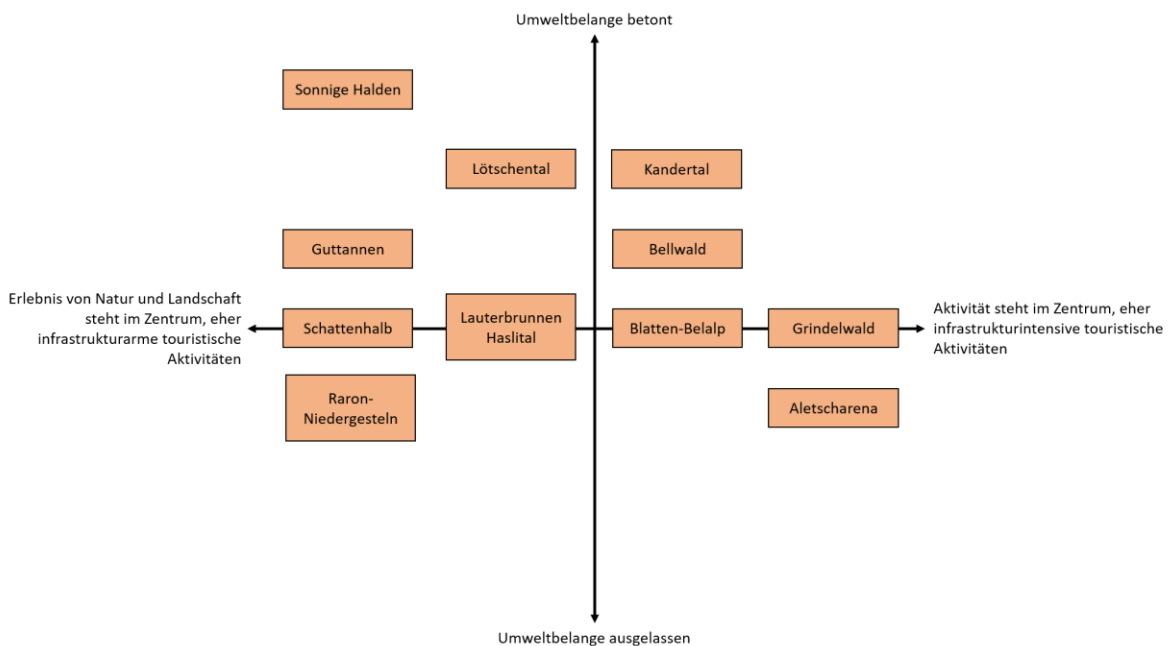 Umweltbelange betont
Sonnige Halden
Lötschental
Kandertal
Guttannen
Bellwald
Erlebnis von Natur und Landschaft
steht im Zentrum, eher
infrastrukturarme touristische
Aktivitäten
Schattenhalb
Lauterbrunnen
Haslital
Blatten-Belalp
Grindelwald
Aktivität steht im Zentrum, eher
infrastrukturintensive touristische
Aktivitäten
Raron-
Niedergesteln
Aletscharena
Umweltbelange ausgelassen